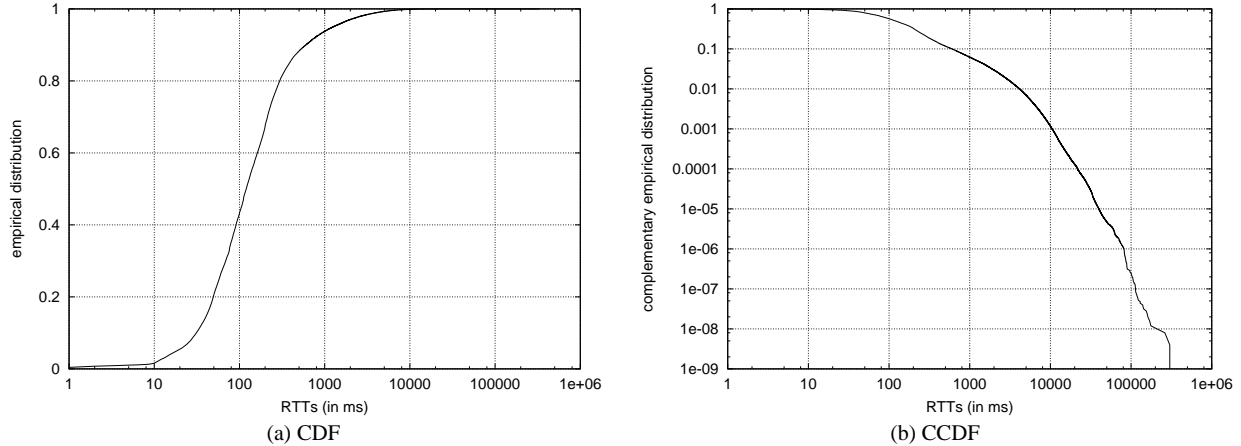 1
0.8
0.6
0.4
0.2
0
empirical distribution
1 10 100 1000 10000 100000 1e+06
RTTs (in ms)
(a) CDF
1
0.1
0.01
0.001
0.0001
1e-05
1e-06
1e-07
1e-08
1e-09
complementary empirical distribution
1 10 100 1000 10000 100000 1e+06
RTTs (in ms)
(b) CCDF